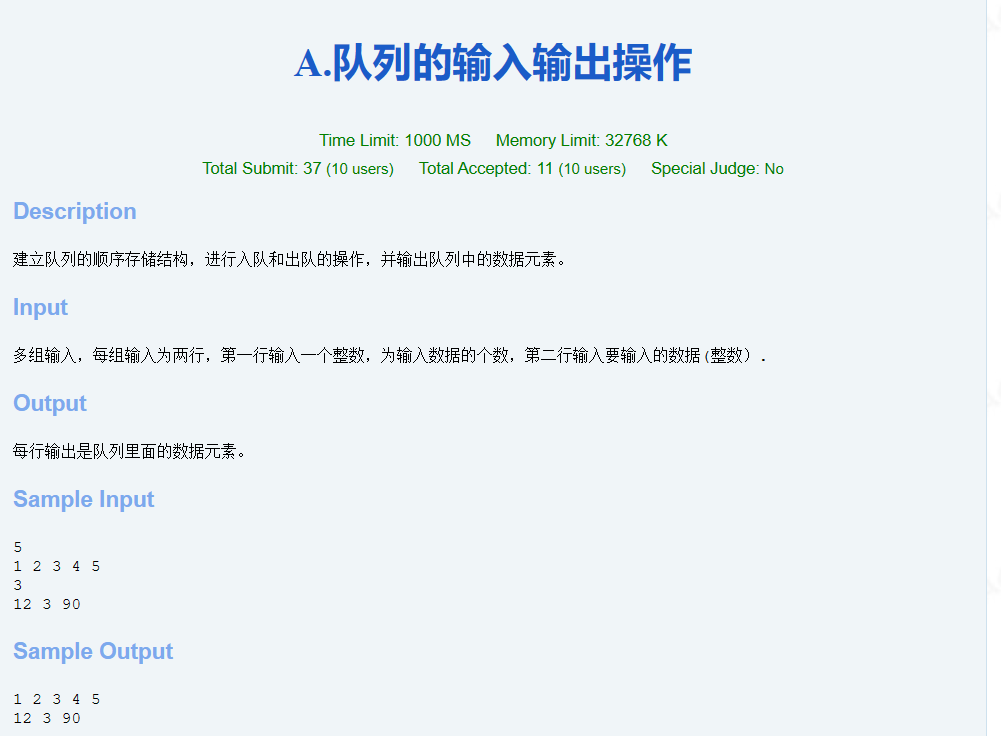 A.队列的输入输出操作
Time Limit: 1000 MS Memory Limit: 32768 K
Total Submit: 37 (10 users) Total Accepted: 11 (10 users) Special Judge: No
Description
建立队列的顺序存储结构，进行入队和出队的操作，并输出队列中的数据元素。
Input
多组输入，每组输入为两行，第一行输入一个整数，为输入数据的个数，第二行输入要输入的数据(整数）.
Output
每行输出是队列里面的数据元素。
Sample Input
5
1 2 3 4 5
3
12 3 90
Sample Output
1 2 3 4 5
12 3 90